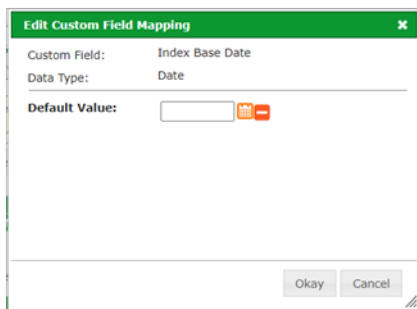 Edit Custom Field Mapping
Custom Field: Index Base Date
Data Type: Date
Default Value:
Okay Cancel